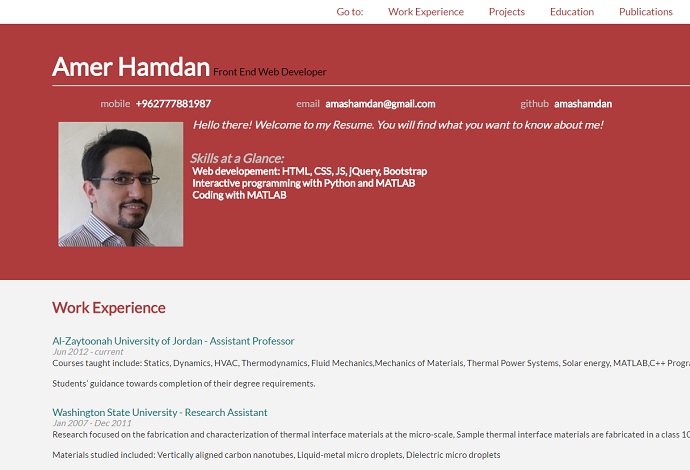 Go to: Work Experience Projects Education Publications
Amer Hamdan Front End Web Developer
mobile +962777881987 email amashamdan@gmail.com github amashamdan
Hello there! Welcome to my Resume. You will find what you want to know about me!
Skills at a Glance:
Web developement: HTML, CSS, JS, jQuery, Bootstrap
Interactive programming with Python and MATLAB
Coding with MATLAB
Work Experience
Al-Zaytoonah University of Jordan - Assistant Professor
Jun 2012 - current
Courses taught include: Statics, Dynamics, HVAC, Thermodynamics, Fluid Mechanics,Mechanics of Materials, Thermal Power Systems, Solar energy, MATLAB,C++
Students' guidance towards completion of their degree requirements.
Washington State University - Research Assistant
Jan 2007 - Dec 2011
Research focused on the fabrication and characterization of thermal interface materials at the micro-scale, Sample thermal interface materials are fabricated in a class
Materials studied included: Vertically aligned carbon nanotubes, Liquid-metal micro droplets, Dielectric micro droplets